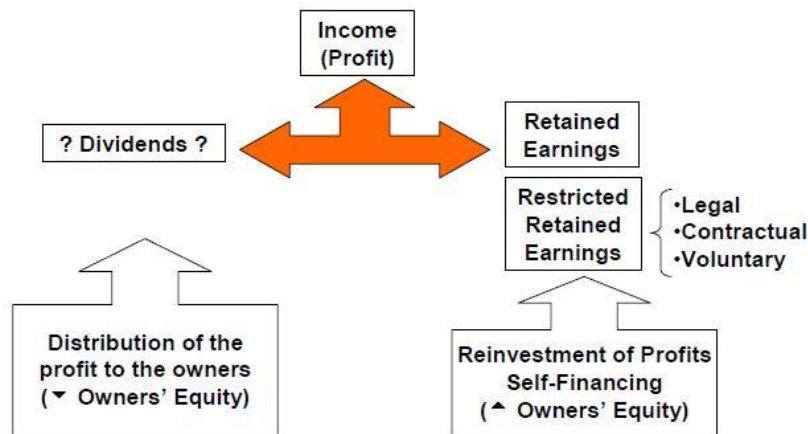 Income
(Profit)
? Dividends ?
Retained
Earnings
Restricted
Retained
Earnings
•Legal
•Contractual
•Voluntary
Distribution of the
profit to the owners
(▼ Owners’ Equity)
Reinvestment of Profits
Self-Financing
(▲ Owners’ Equity)